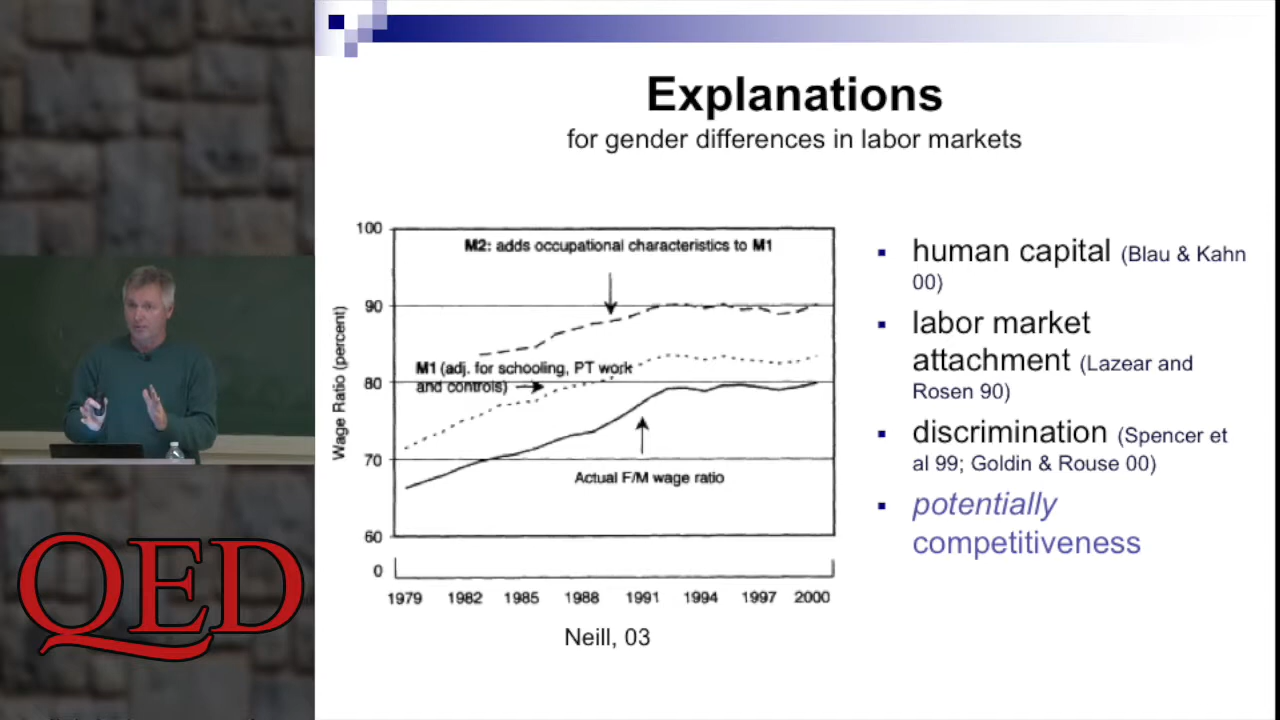 Explanations
for gender differences in labor markets
100
90
80
70
60
0
Wage Ratio (percent)
M2: adds occupational characteristics to M1
M1 (adj. for schooling, PT work
and controls)
Actual F/M wage ratio
1979 1982 1985 1988 1991 1994 1997 2000
Neill, 03
human capital (Blau & Kahn
00)
labor market
attachment (Lazear and
Rosen 90)
discrimination (Spencer et
al 99; Goldin & Rouse 00)
potentially
competitiveness
QED